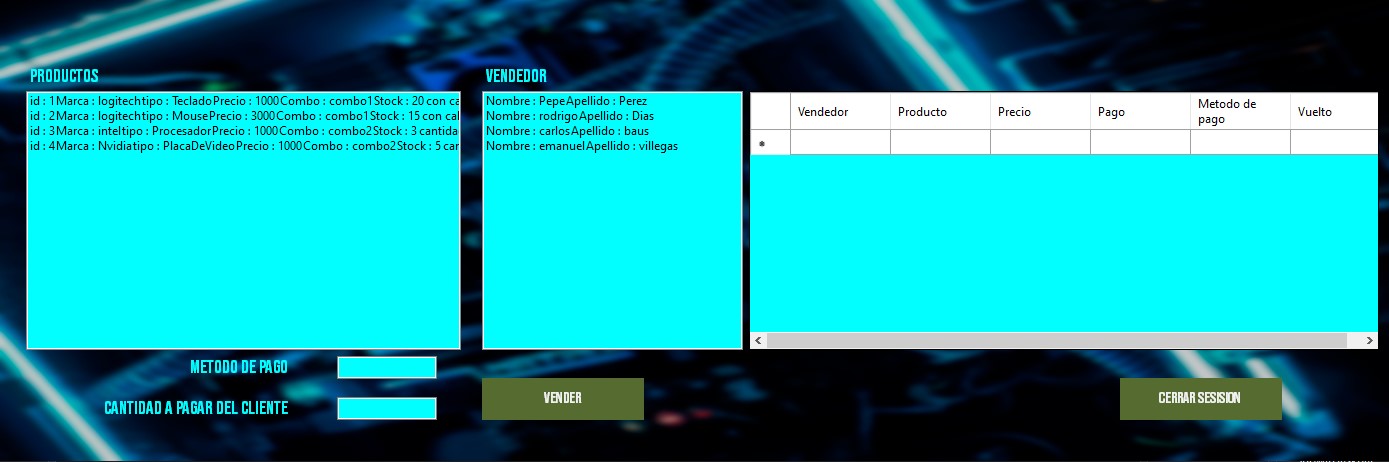 PRODUCTOS
id : 1Marca : logitechtipo : TecladoPrecio : 1000Combo : combo1Stock : 20 con ca
id : 2Marca : logitechtipo : MousePrecio : 3000Combo : combo1Stock : 15 con cal
id : 3Marca : inteltipo : ProcesadorPrecio : 1000Combo : combo2Stock : 3 cantida
id : 4Marca : Nvidiatipo : PlacaDeVideoPrecio : 1000Combo : combo2Stock : 5 can
VENDEDOR
Nombre : PepeApellido : Perez
Nombre : rodrigoApellido : Dias
Nombre : carlosApellido : baus
Nombre : emanuelApellido : villegas
Vendedor Producto Precio Pago Metodo de pago Vuelto
METODO DE PAGO
CANTIDAD A PAGAR DEL CLIENTE
VENDER
CERRAR SESISION